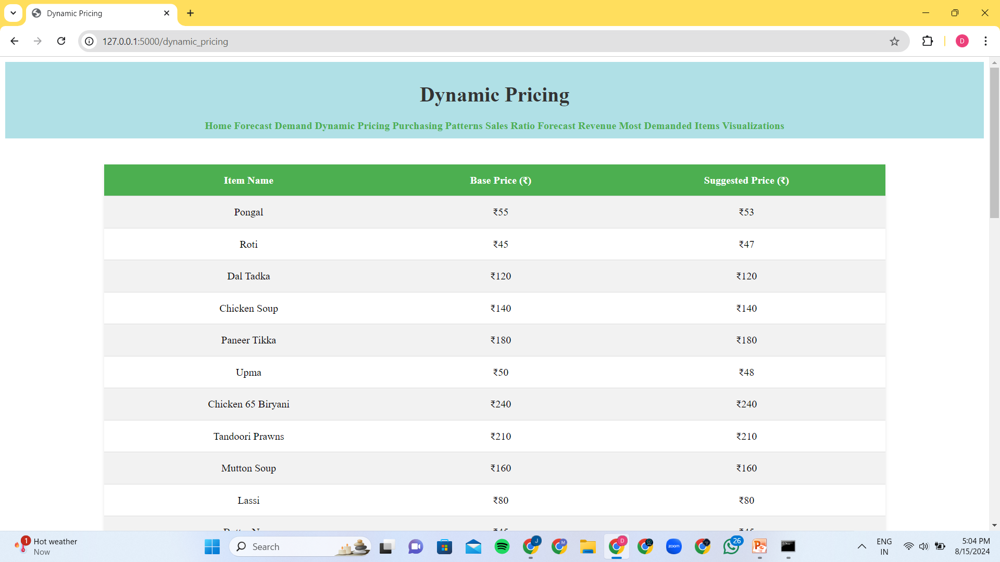 Dynamic Pricing
127.0.0.1:5000/dynamic_pricing
D
Dynamic Pricing
Home Forecast Demand Dynamic Pricing Purchasing Patterns Sales Ratio Forecast Revenue Most Demanded Items Visualizations
Item Name Base Price (₹) Suggested Price (₹)
Pongal ₹55 ₹53
Roti ₹45 ₹47
Dal Tadka ₹120 ₹120
Chicken Soup ₹140 ₹140
Paneer Tikka ₹180 ₹180
Upma ₹50 ₹48
Chicken 65 Biryani ₹240 ₹240
Tandoori Prawns ₹210 ₹210
Mutton Soup ₹160 ₹160
Lassi ₹80 ₹80
1 Hot weather
Now
Search
J
M
D
zoom
26
ENG
IN
5:04 PM
8/15/2024